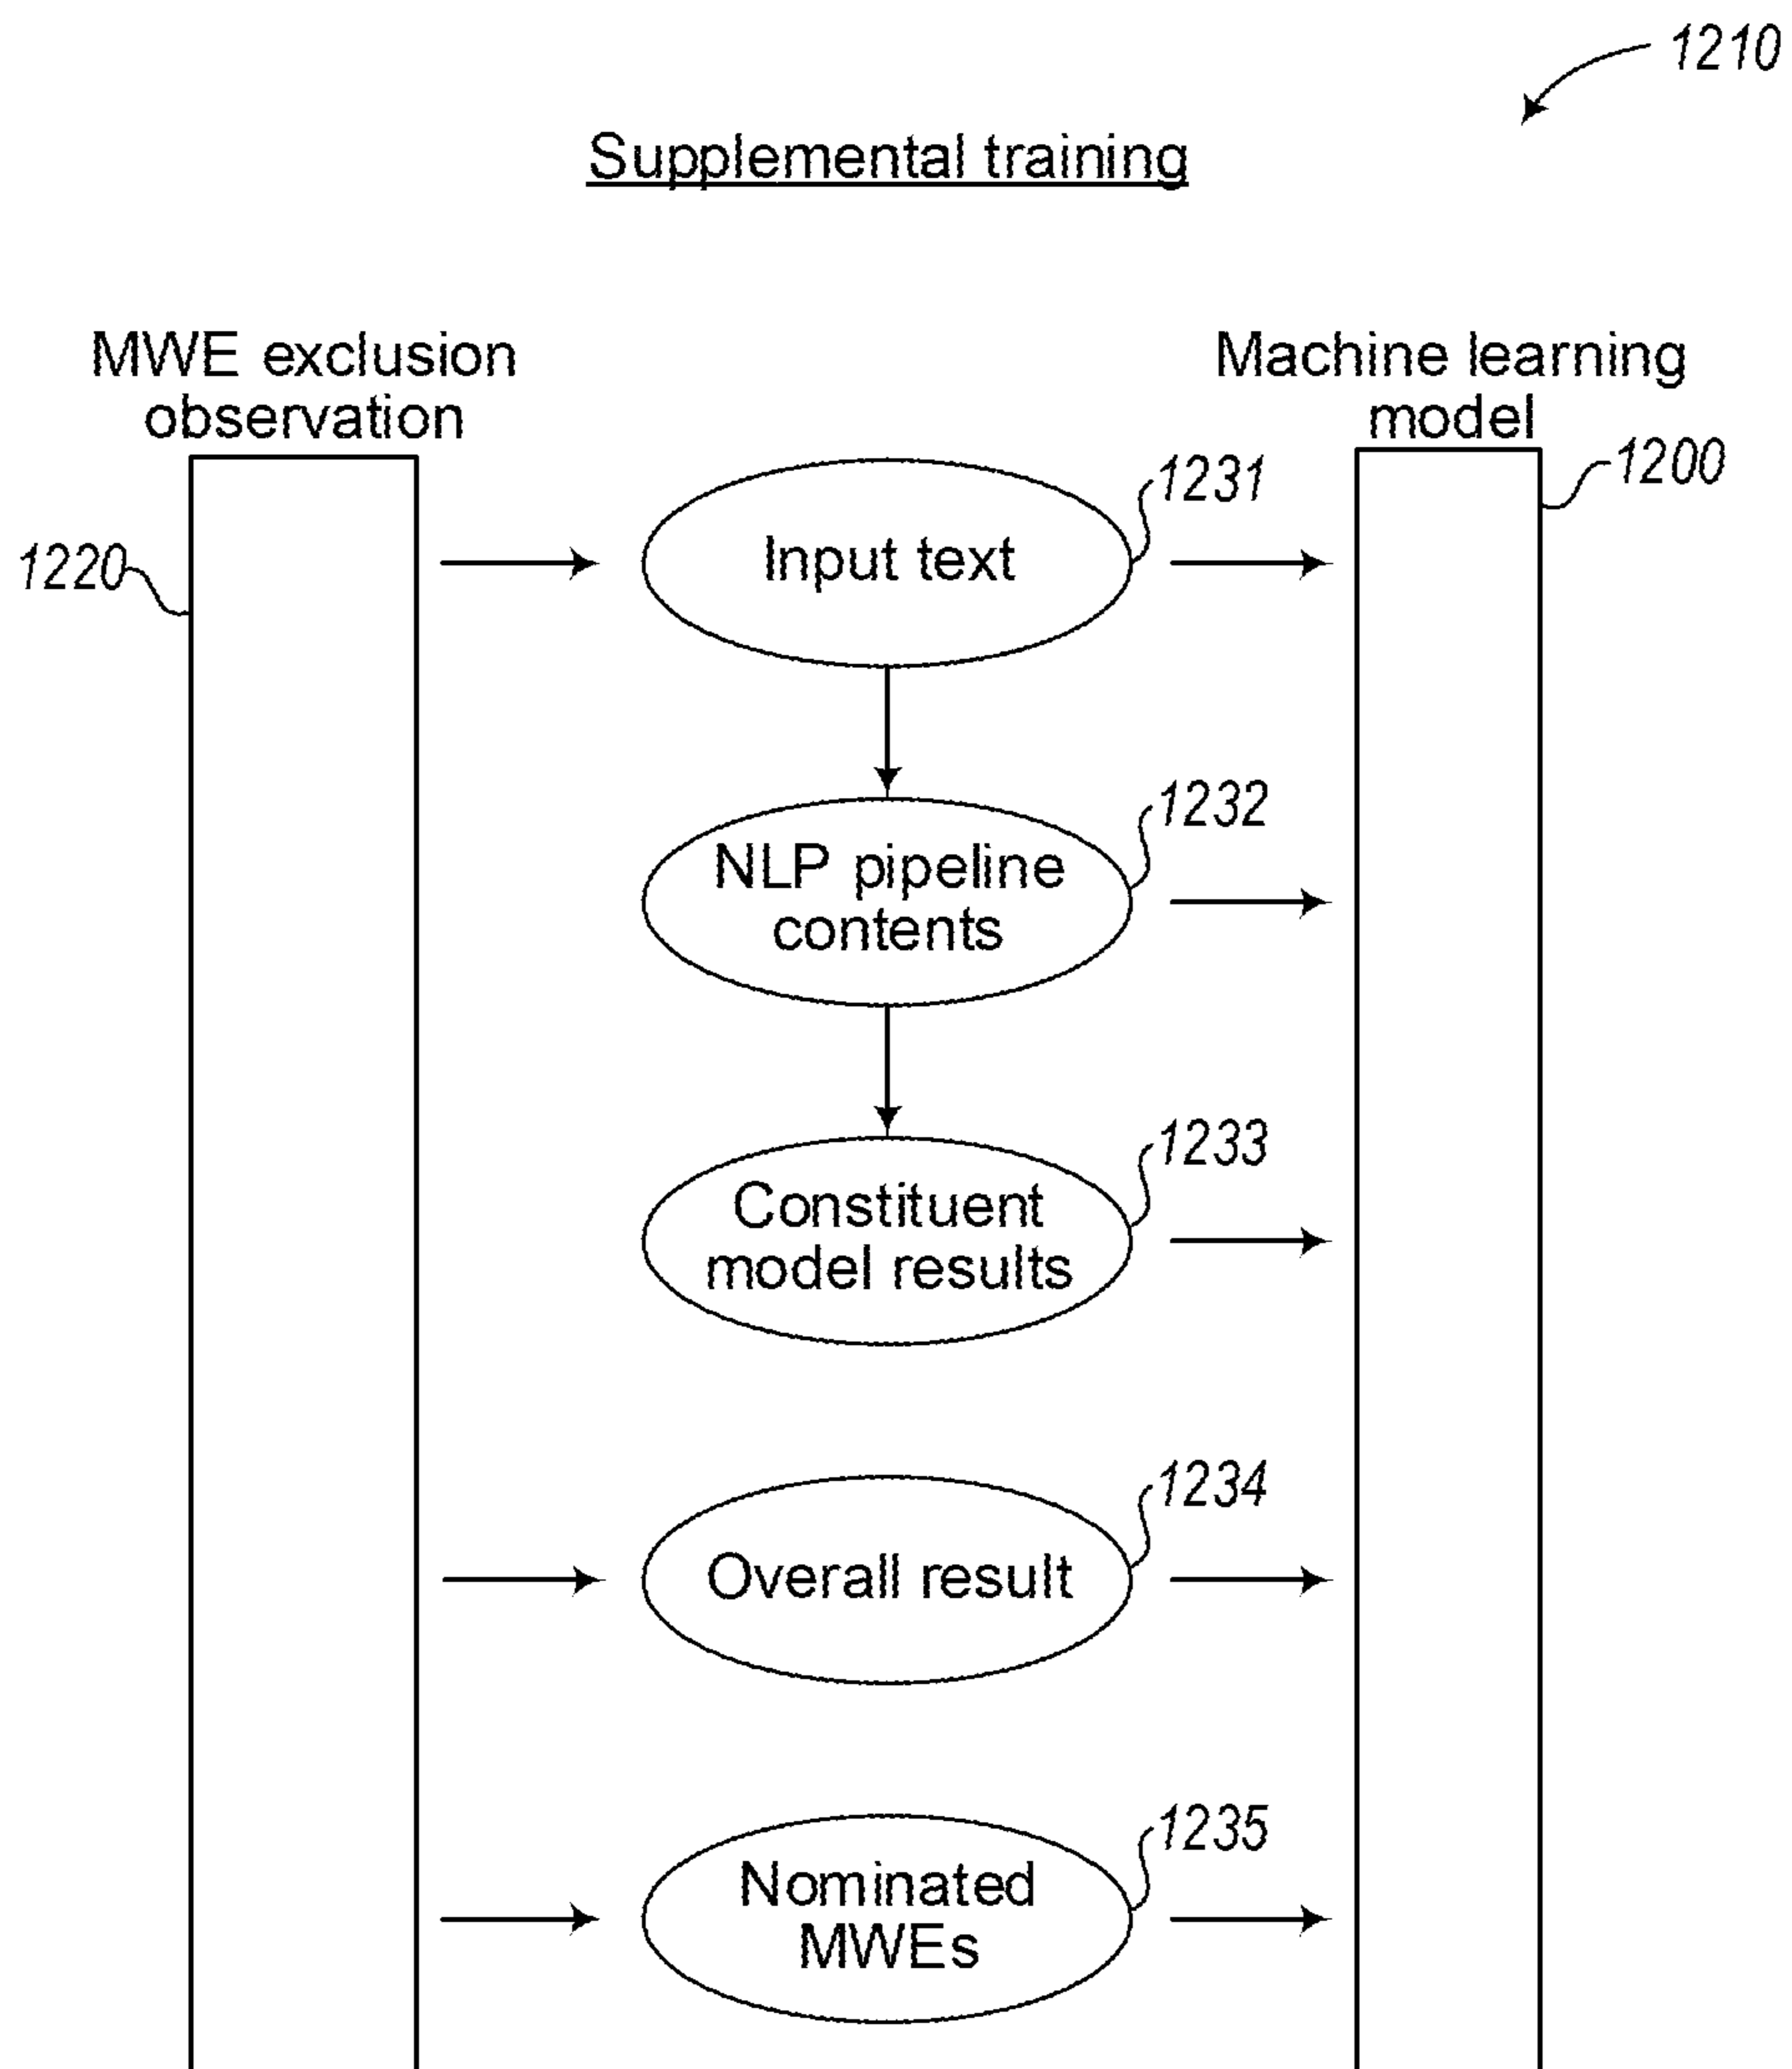 1210
Supplemental training
MWE exclusion
observation
Machine learning
model
1220
1231
1200
Input text
1232
NLP pipeline
contents
1233
Constituent
model results
1234
Overall result
1235
Nominated
MWEs